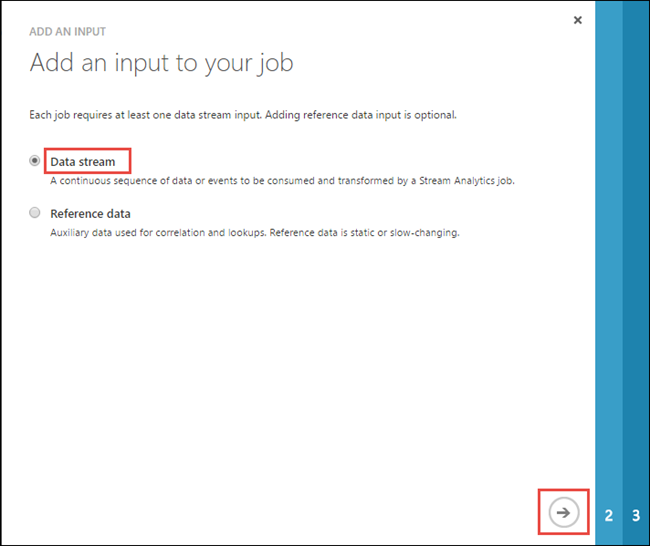 ADD AN INPUT
Add an input to your job
Each job requires at least one data stream input. Adding reference data input is optional.
Data stream
A continuous sequence of data or events to be consumed and transformed by a Stream Analytics job.
Reference data
Auxiliary data used for correlation and lookups. Reference data is static or slow-changing.
2 3